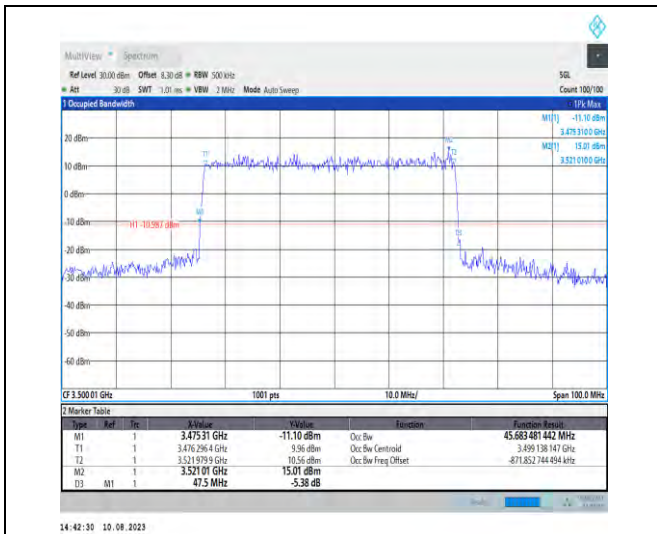 MultiView Spectrum
Ref Level 30.00 dBm Offset 8.30 dB RBW 500 kHz SGL
Att 30 dB SWT 1.01 ms VBW 2 MHz Mode Auto Sweep Count 100/100
1 Occupied Bandwidth 1Pk Max
M1[1] -11.10 dBm
3.475 3100 GHz
20 dBm
M2[1] 15.01 dBm
3.521 0100 GHz
M2
T1
T2
10 dBm
0 dBm
-10 dBm
H1 -10.987 dBm
-20 dBm
-30 dBm
-40 dBm
-50 dBm
-60 dBm
CF 3.500 01 GHz 1001 pts 10.0 MHz/ Span 100.0 MHz
2 Marker Table
Type Ref Trc X-Value Y-Value Function Function Result
M1 1 3.475 31 GHz -11.10 dBm Occ Bw 45.683 481 442 MHz
T1 1 3.476 296 4 GHz 9.96 dBm Occ Bw Centroid 3.499 138 147 GHz
T2 1 3.521 979 9 GHz 10.56 dBm Occ Bw Freq Offset -871.852 744 494 kHz
M2 1 3.521 01 GHz 15.01 dBm
D3 M1 1 47.5 MHz -5.38 dB
14:42:30 10.08.2023